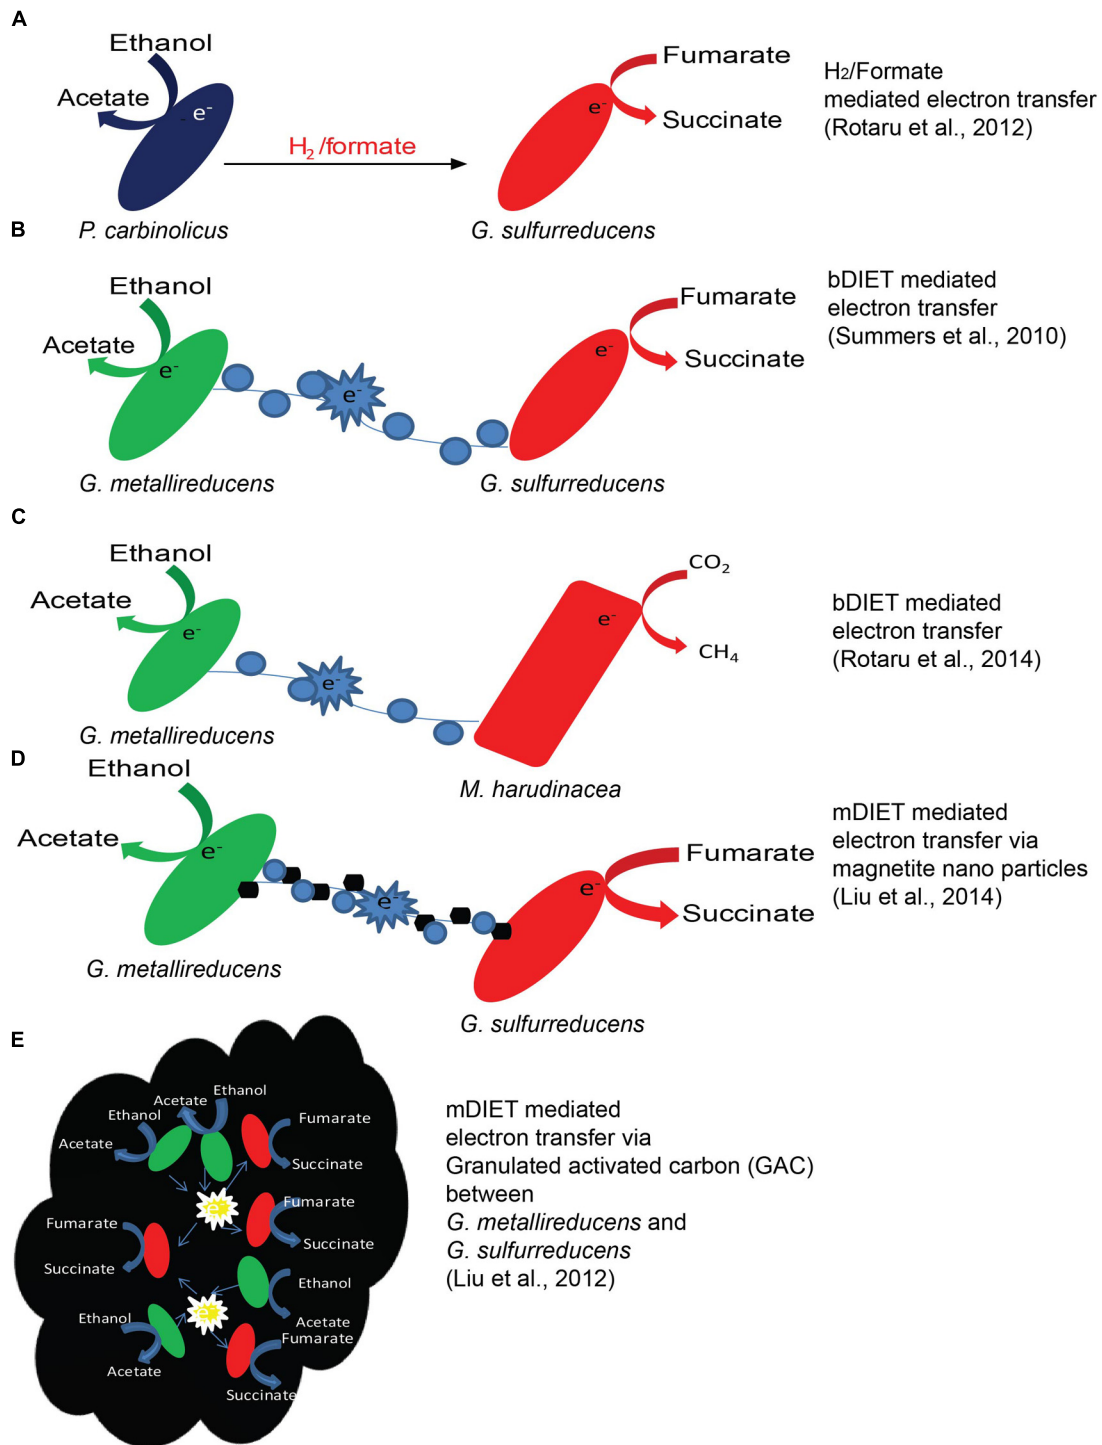 A
Ethanol
Acetate
e-
H2/formate
P. carbinolicus
Fumarate
e-
Succinate
G. sulfurreducens
H2/Formate
mediated electron transfer
(Rotaru et al., 2012)
B
Ethanol
Acetate
e-
e-
G. metallireducens
Fumarate
e-
Succinate
G. sulfurreducens
bDIET mediated
electron transfer
(Summers et al., 2010)
C
Ethanol
Acetate
e-
e-
G. metallireducens
CO2
e-
CH4
M. harudinacea
bDIET mediated
electron transfer
(Rotaru et al., 2014)
D
Ethanol
Acetate
e-
e-
G. metallireducens
Fumarate
e-
Succinate
G. sulfurreducens
mDIET mediated
electron transfer via
magnetite nano particles
(Liu et al., 2014)
E
Ethanol
Acetate
Ethanol
Acetate
Fumarate
Succinate
e-
Fumarate
Succinate
Fumarate
Succinate
Ethanol
Acetate
e-
Ethanol
Acetate
Fumarate
Succinate
mDIET mediated
electron transfer via
Granulated activated carbon (GAC)
between
G. metallireducens and
G. sulfurreducens
(Liu et al., 2012)